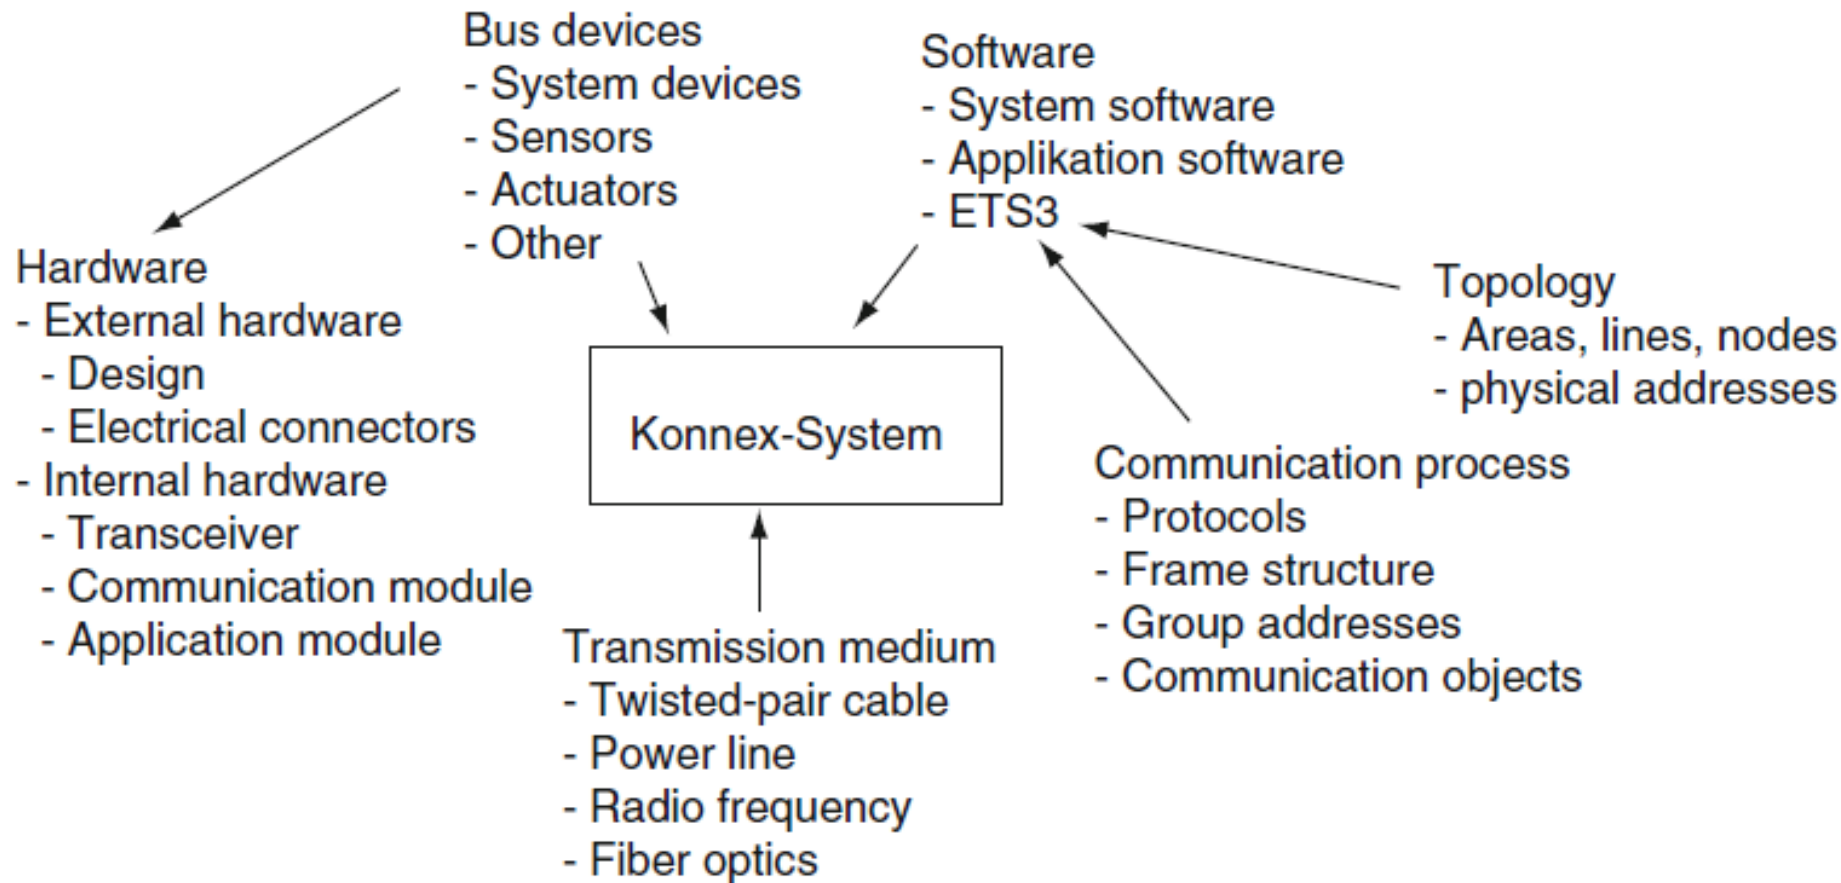 Bus devices
- System devices
- Sensors
- Actuators
- Other
Software
- System software
- Applikation software
- ETS3
Hardware
- External hardware
- Design
- Electrical connectors
- Internal hardware
- Transceiver
- Communication module
- Application module
Konnex-System
Topology
- Areas, lines, nodes
- physical addresses
Communication process
- Protocols
- Frame structure
- Group addresses
- Communication objects
Transmission medium
- Twisted-pair cable
- Power line
- Radio frequency
- Fiber optics